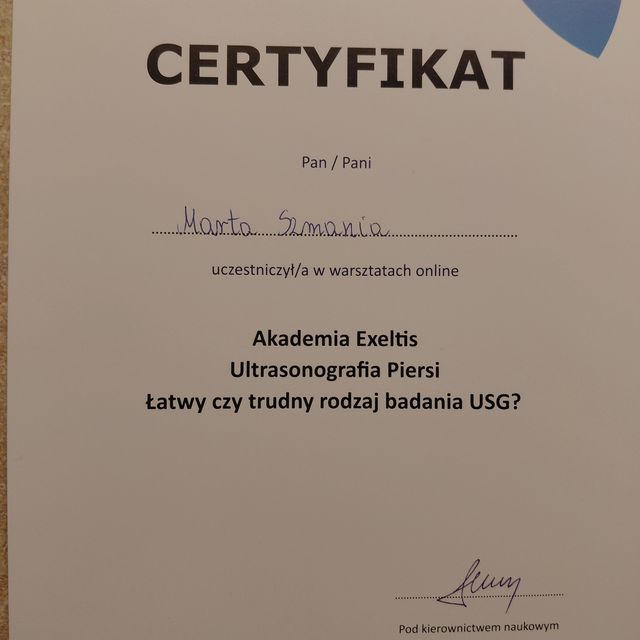 CERTYFIKAT
Pan / Pani
Marta Szmania
uczestniczył/a w warsztatach online
Akademia Exeltis
Ultrasonografia Piersi
Łatwy czy trudny rodzaj badania USG?
Pod kierownictwem naukowym